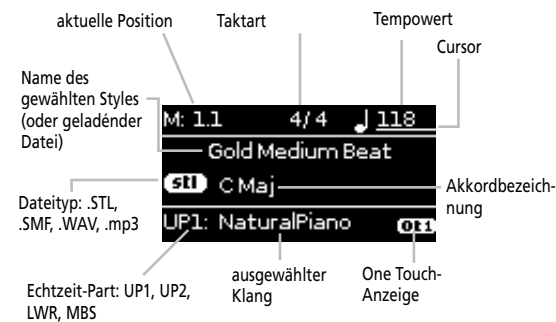 aktuelle Position
Taktart
Tempowert
Cursor
Name des
gewählten Styles
(oder geladénder
Datei)
M: 1.1 4/4 118
Gold Medium Beat
stl C Maj
UP1: NaturalPiano Ot1
Dateityp: .STL,
.SMF, .WAV, .mp3
Akkordbezeich-
nung
Echtzeit-Part: UP1, UP2,
LWR, MBS
ausgewählter
Klang
One Touch-
Anzeige